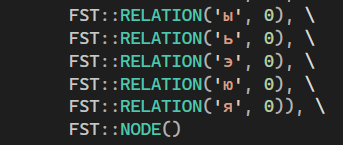 FST::RELATION('ы', 0), \
FST::RELATION('ь', 0), \
FST::RELATION('э', 0), \
FST::RELATION('ю', 0), \
FST::RELATION('я', 0)), \
FST::NODE()